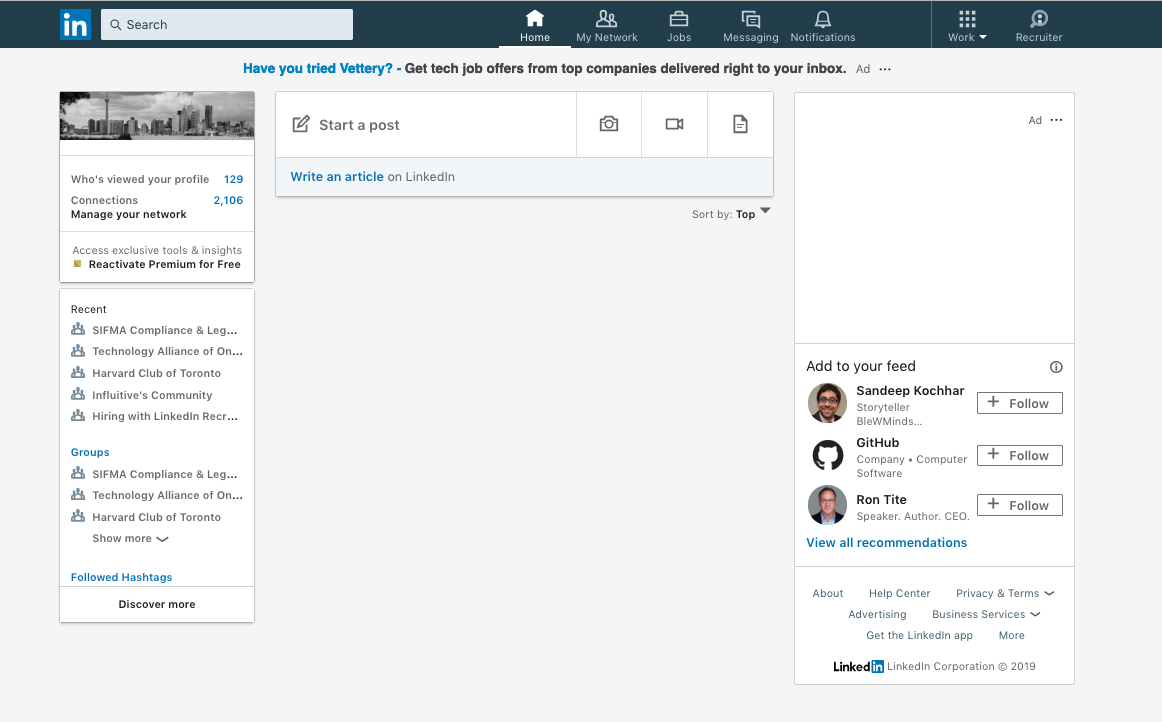 in
Search
Home
My Network
Jobs
Messaging
Notifications
Work
Recruiter
Have you tried Vettery? - Get tech job offers from top companies delivered right to your inbox. Ad ...
Who's viewed your profile 129
Connections 2,106
Manage your network
Access exclusive tools & insights
Reactivate Premium for Free
Recent
SIFMA Compliance & Leg...
Technology Alliance of On...
Harvard Club of Toronto
Influitive's Community
Hiring with LinkedIn Recr...
Groups
SIFMA Compliance & Leg...
Technology Alliance of On...
Harvard Club of Toronto
Show more
Followed Hashtags
Discover more
Start a post
Write an article on LinkedIn
Sort by: Top
Ad ...
Add to your feed
Sandeep Kochhar
Storyteller
BleWMinds...
+ Follow
GitHub
Company • Computer
Software
+ Follow
Ron Tite
Speaker. Author. CEO.
+ Follow
View all recommendations
About Help Center Privacy & Terms
Advertising Business Services
Get the LinkedIn app More
LinkedIn LinkedIn Corporation © 2019